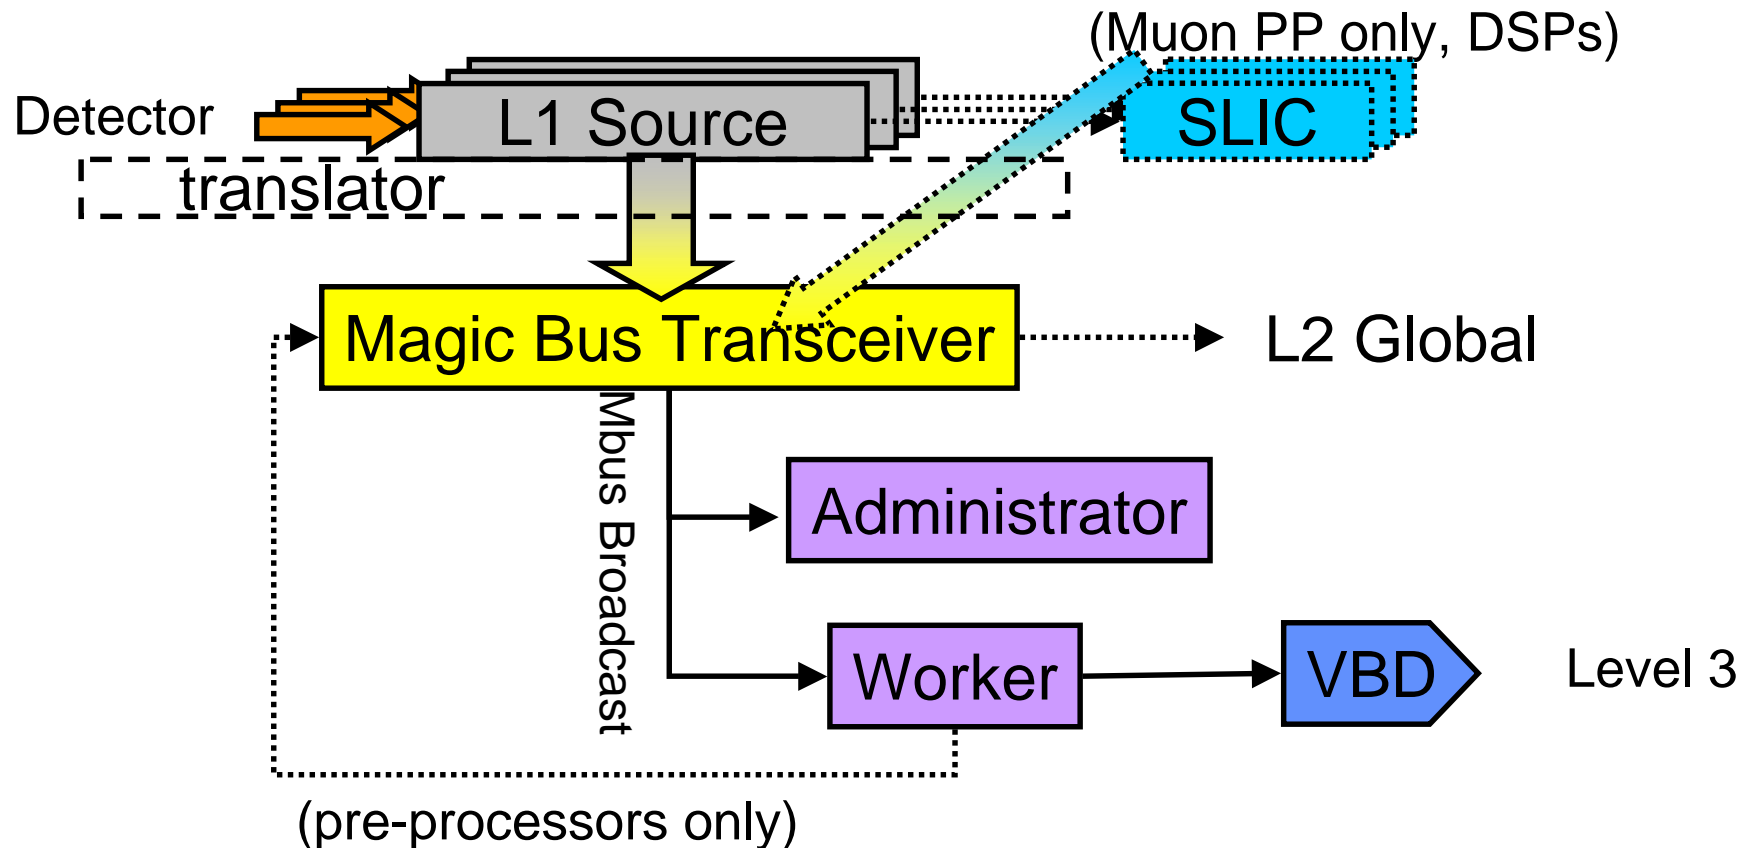 (Muon PP only, DSPs)
Detector
L1 Source
SLIC
translator
Magic Bus Transceiver
L2 Global
Mbus Broadcast
Administrator
Worker
VBD
Level 3
(pre-processors only)